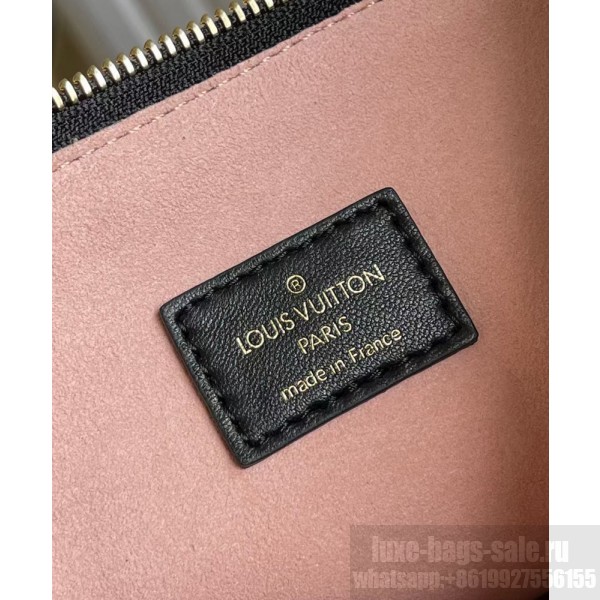 ®
LOUIS VUITTON
PARIS
made in France
luxe-bags-sale.ru
whatsapp:+8619927556155